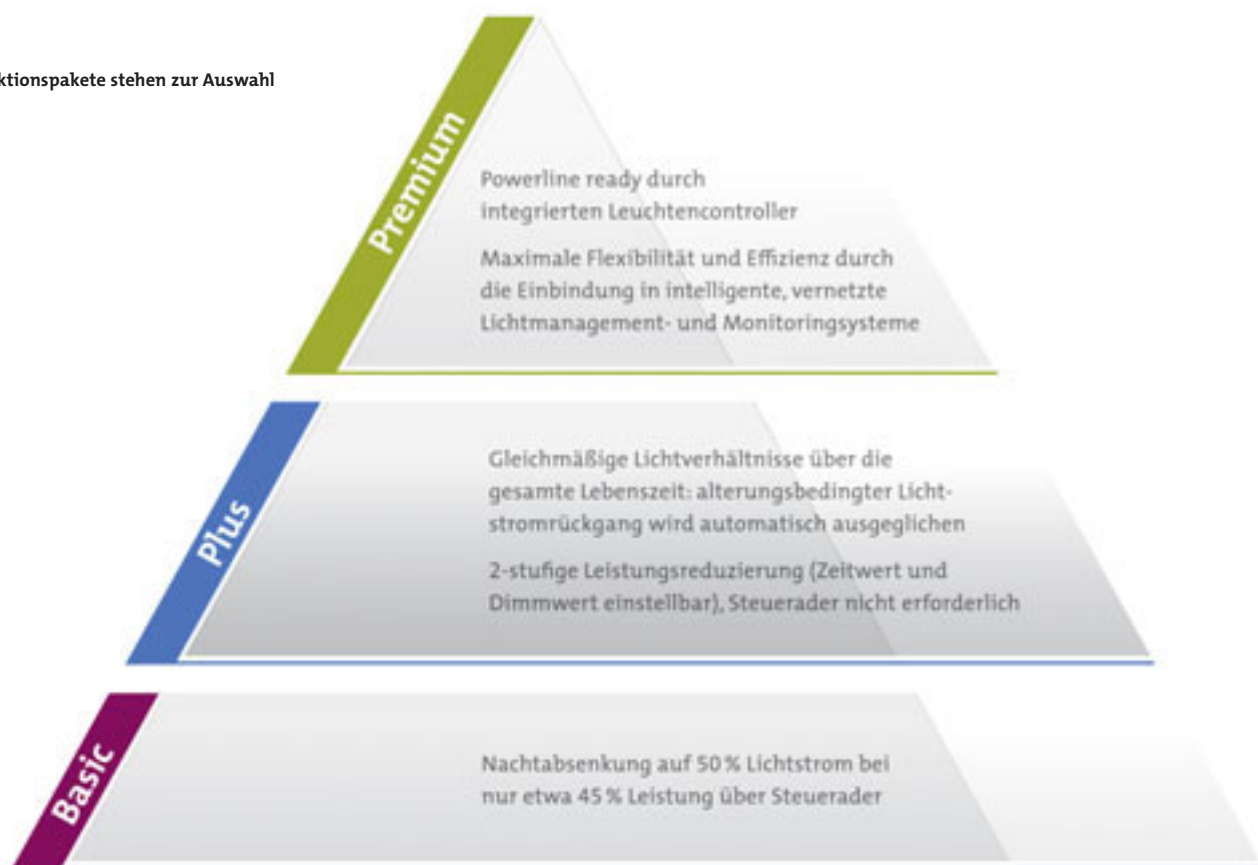 ktionspakete stehen zur Auswahl
Premium
Powerline ready durch
integrierten Leuchtencontroller
Maximale Flexibilität und Effizienz durch
die Einbindung in intelligente, vernetzte
Lichtmanagement- und Monitoringsysteme
Plus
Gleichmäßige Lichtverhältnisse über die
gesamte Lebenszeit: alterungsbedingter Licht-
stromrückgang wird automatisch ausgeglichen
2-stufige Leistungsreduzierung (Zeitwert und
Dimmwert einstellbar), Steuerader nicht erforderlich
Basic
Nachtabsenkung auf 50 % Lichtstrom bei
nur etwa 45 % Leistung über Steuerader